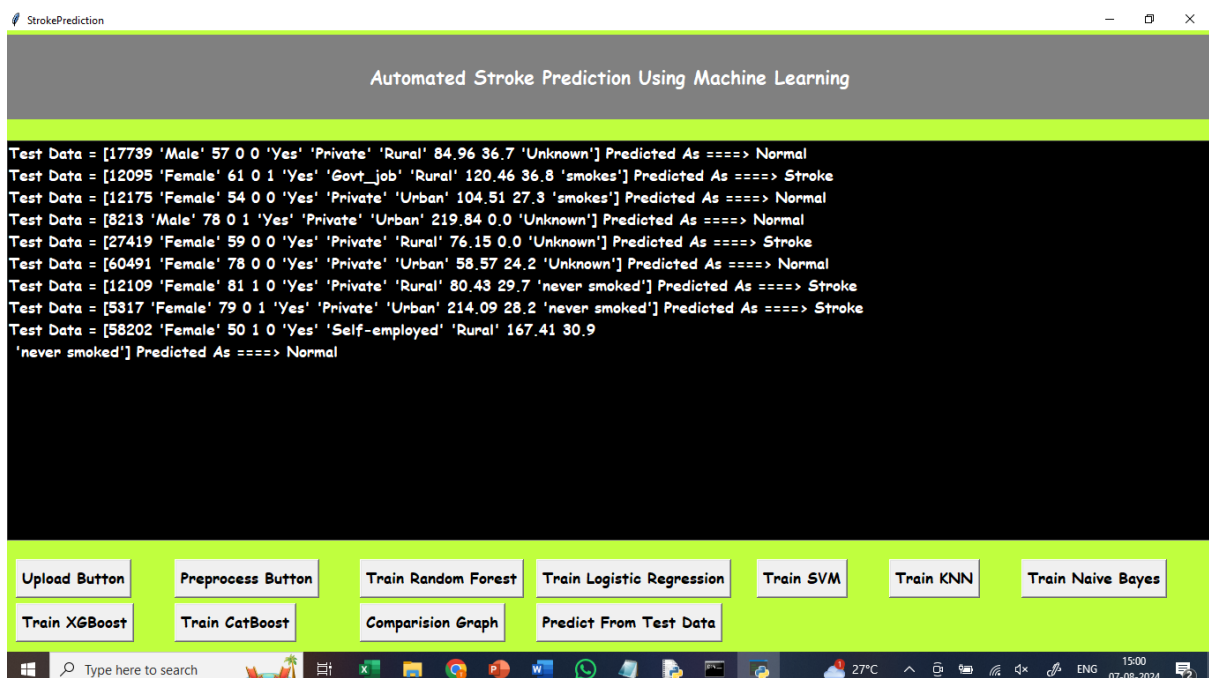 StrokePrediction
Automated Stroke Prediction Using Machine Learning
Test Data = [17739 'Male' 57 0 0 'Yes' 'Private' 'Rural' 84.96 36.7 'Unknown'] Predicted As ====> Normal
Test Data = [12095 'Female' 61 0 1 'Yes' 'Govt_job' 'Rural' 120.46 36.8 'smokes'] Predicted As ====> Stroke
Test Data = [12175 'Female' 54 0 0 'Yes' 'Private' 'Urban' 104.51 27.3 'smokes'] Predicted As ====> Normal
Test Data = [8213 'Male' 78 0 1 'Yes' 'Private' 'Urban' 219.84 0.0 'Unknown'] Predicted As ====> Normal
Test Data = [27419 'Female' 59 0 0 'Yes' 'Private' 'Rural' 76.15 0.0 'Unknown'] Predicted As ====> Stroke
Test Data = [60491 'Female' 78 0 0 'Yes' 'Private' 'Urban' 58.57 24.2 'Unknown'] Predicted As ====> Normal
Test Data = [12109 'Female' 81 1 0 'Yes' 'Private' 'Rural' 80.43 29.7 'never smoked'] Predicted As ====> Stroke
Test Data = [5317 'Female' 79 0 1 'Yes' 'Private' 'Urban' 214.09 28.2 'never smoked'] Predicted As ====> Stroke
Test Data = [58202 'Female' 50 1 0 'Yes' 'Self-employed' 'Rural' 167.41 30.9
'never smoked'] Predicted As ====> Normal
Upload Button Preprocess Button Train Random Forest Train Logistic Regression Train SVM Train KNN Train Naive Bayes
Train XGBoost Train CatBoost Comparision Graph Predict From Test Data
Type here to search 27°C ENG 15:00
07-08-2024